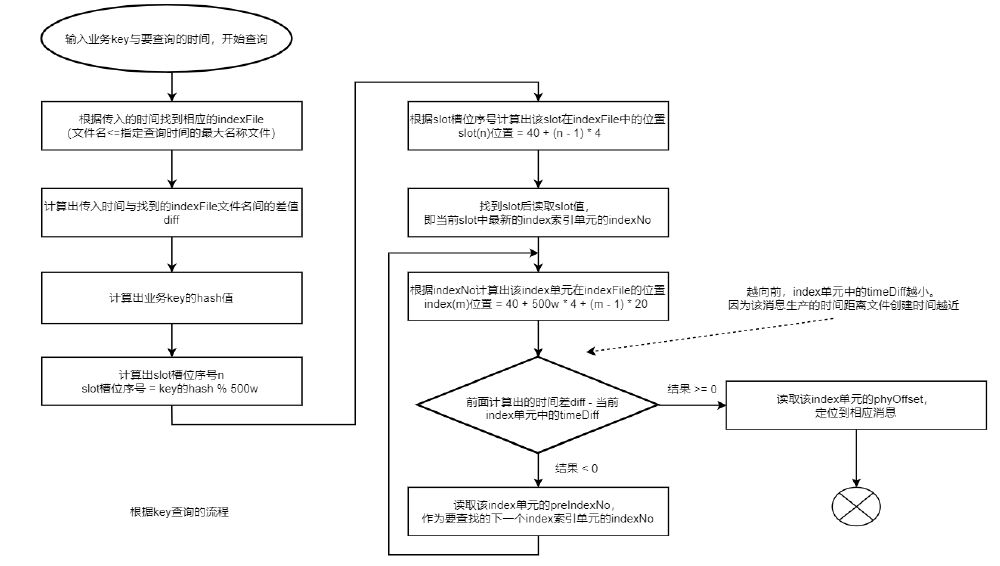 输入业务key与要查询的时间，开始查询
根据传入的时间找到相应的indexFile
（文件名<=指定查询时间的最大名称文件）
计算出传入时间与找到的indexFile文件名间的差值
diff
计算出业务key的hash值
计算出slot槽位序号n
slot槽位序号 = key的hash % 500w
根据slot槽位序号计算出该slot在indexFile中的位置
slot(n)位置 = 40 + (n - 1) * 4
找到slot后读取slot值，
即当前slot中最新的index索引单元的indexNo
根据indexNo计算出该index单元在indexFile的位置
index(m)位置 = 40 + 500w * 4 + (m - 1) * 20
越向前，index单元中的timeDiff越小。
因为该消息生产的时间距离文件创建时间越近
前面计算出的时间差diff - 当前
index单元中的timeDiff
结果 >= 0
读取该index单元的phyOffset，
定位到相应消息
结果 < 0
读取该index单元的preIndexNo，
作为要查找的下一个index索引单元的indexNo
根据key查询的流程